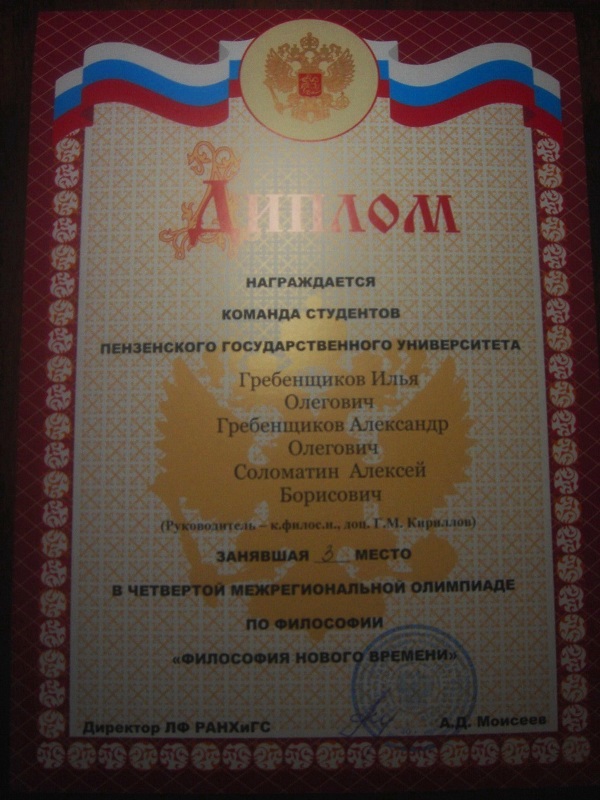 Диплом
НАГРАЖДАЕТСЯ
КОМАНДА СТУДЕНТОВ
ПЕНЗЕНСКОГО ГОСУДАРСТВЕННОГО УНИВЕРСИТЕТА
Гребенщиков Илья
Олегович
Гребенщиков Александр
Олегович
Соломатин Алексей
Борисович
(Руководитель – к.филос.н., доц. Г.М. Кириллов)
ЗАНЯВШАЯ 3 МЕСТО
В ЧЕТВЕРТОЙ МЕЖРЕГИОНАЛЬНОЙ ОЛИМПИАДЕ
ПО ФИЛОСОФИИ
«ФИЛОСОФИЯ НОВОГО ВРЕМЕНИ»
Директор ЛФ РАНХиГС А.Д. Моисеев